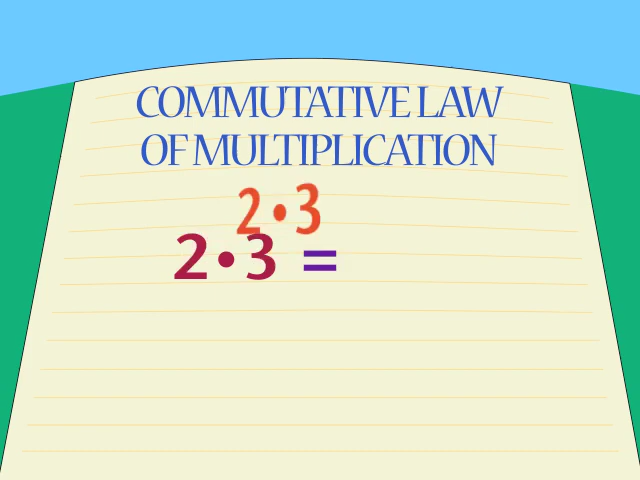 COMMUTATIVE LAW
OF MULTIPLICATION
2•3
2•3 =